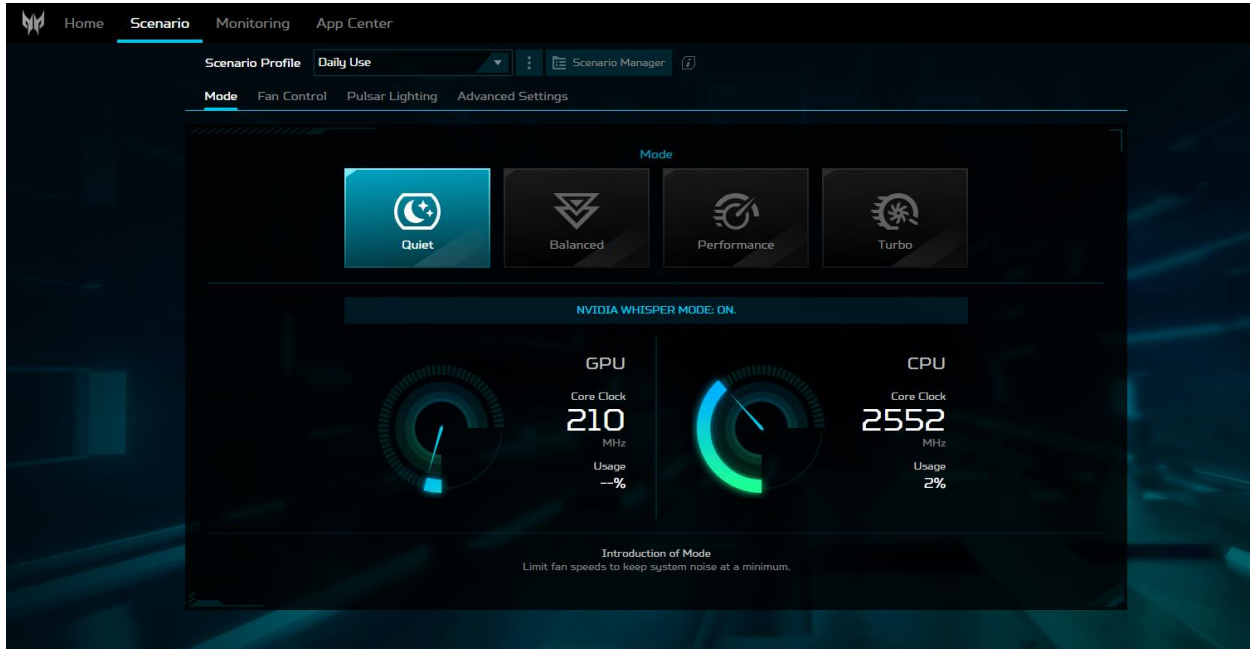 Home Scenario Monitoring App Center
Scenario Profile Daily Use Scenario Manager i
Mode Fan Control Pulsar Lighting Advanced Settings
Mode
Quiet Balanced Performance Turbo
NVIDIA WHISPER MODE: ON.
GPU
Core Clock
210
MHz
Usage
--%
CPU
Core Clock
2552
MHz
Usage
2%
Introduction of Mode
Limit fan speeds to keep system noise at a minimum.